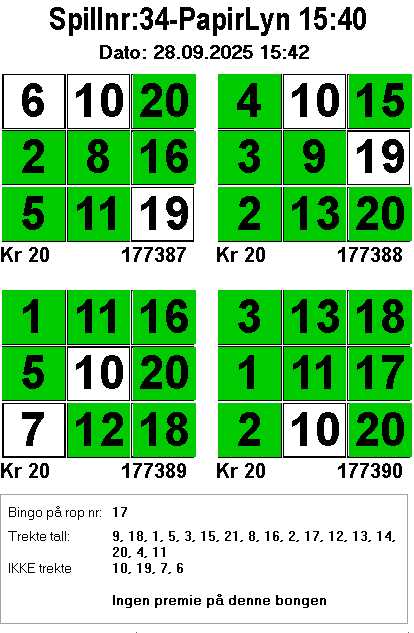 Spillnr:34-PapirLyn 15:40
Dato: 28.09.2025 15:42
6 10 20
2 8 16
5 11 19
Kr 20 177387
4 10 15
3 9 19
2 13 20
Kr 20 177388
1 11 16
5 10 20
7 12 18
Kr 20 177389
3 13 18
1 11 17
2 10 20
Kr 20 177390
Bingo på rop nr: 17
Trekte tall: 9, 18, 1, 5, 3, 15, 21, 8, 16, 2, 17, 12, 13, 14,
20, 4, 11
IKKE trekte 10, 19, 7, 6
Ingen premie på denne bongen